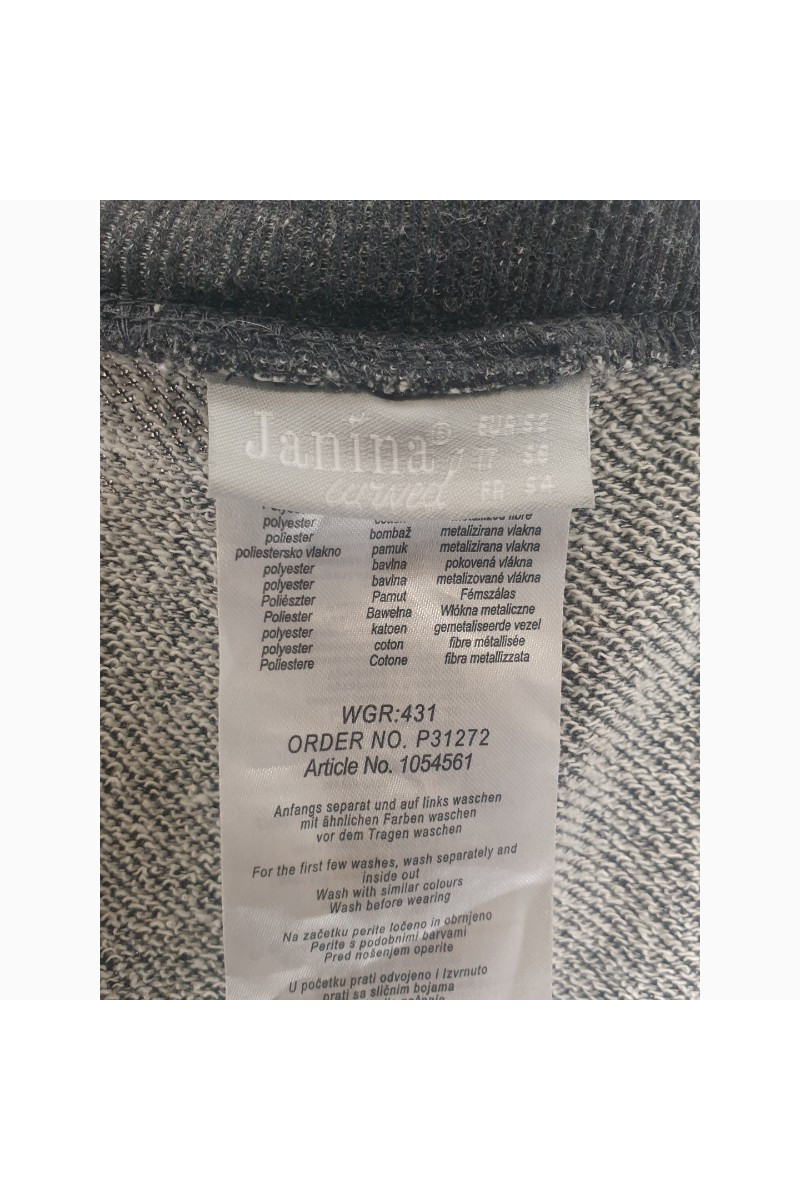 Janina®
curved
EUR 52
IT 56
FR 54
polyester
poliester bombaž metalizirana vlakna
poliestersko vlakno pamuk metalizirana vlakna
polyester bavlna pokovená vlákna
polyester bavlna metalizované vlákna
Poliészter Pamut Fémszálas
Poliester Bawełna Włókna metaliczne
polyester katoen gemetaliseerde vezel
polyester coton fibre métallisée
Poliestere Cotone fibra metallizzata
WGR:431
ORDER NO. P31272
Article No. 1054561
Anfangs separat und auf links waschen
mit ähnlichen Farben waschen
vor dem Tragen waschen
For the first few washes, wash separately and
inside out
Wash with similar colours
Wash before wearing
Na začetku perite ločeno in obrnjeno
Perite s podobnimi barvami
Pred nošenjem operite
U početku prati odvojeno i Izvrnuto
prati sa sličnim bojama